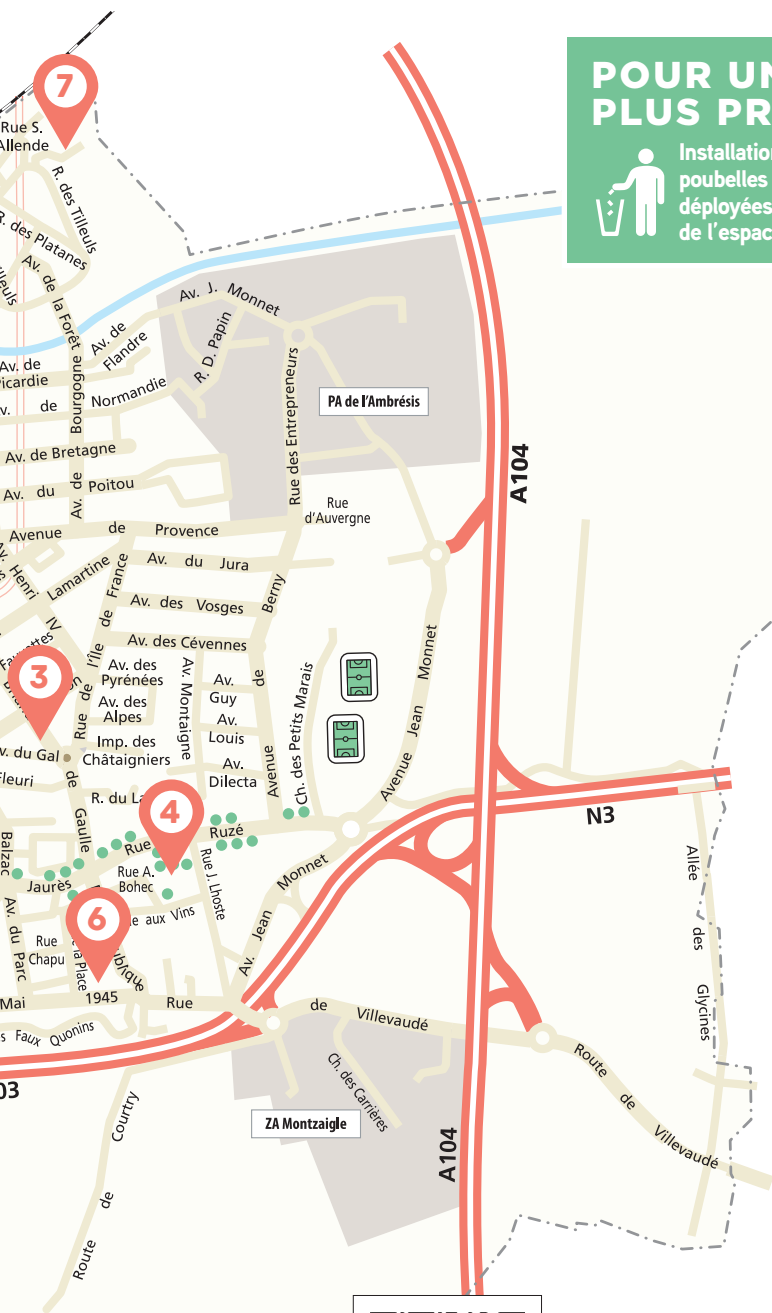 7
Rue S.
Allende
R. des Tilleuls
R. des Platanes
Av. de la Forêt
POUR UN
PLUS PR
Installation
poubelles
déployées
de l'espac
Av. J. Monnet
Av. de
Flandre
R. D. Papin
Av. de
Picardie
de Normandie
Av. de Bourgogne
PA de l'Ambrésis
Rue des Entrepreneurs
Av. de Bretagne
Av. du Poitou
A104
Rue
d'Auvergne
Avenue de Provence
Av. Henri IV
Lamartine
Av. du Jura
Rue de l'Île de France
Av. des Vosges
Avenue de Berny
Av. des Cévennes
3
Av. des
Pyrénées
Av. des
Alpes
Imp. des
Châtaigniers
Av. Montaigne
Av.
Guy
Av.
Louis
Av.
Dilecta
Ch. des Petits Marais
Avenue Jean Monnet
Av. du Gal de Gaulle
Fleuri
R. du La
4
Rue Ruzé
N3
Balzac
Jaurès
Rue A.
Bohec
Rue J. Lhoste
Av. Jean Monnet
Allée des Glycines
6
aux Vins
Av. du Parc
Rue
Chapu
la Place
Mai 1945
Rue de Villevaudé
Faux Quonins
03
Route de Courtry
ZA Montzaigle
Ch. des Carrières
A104
Route de Villevaudé